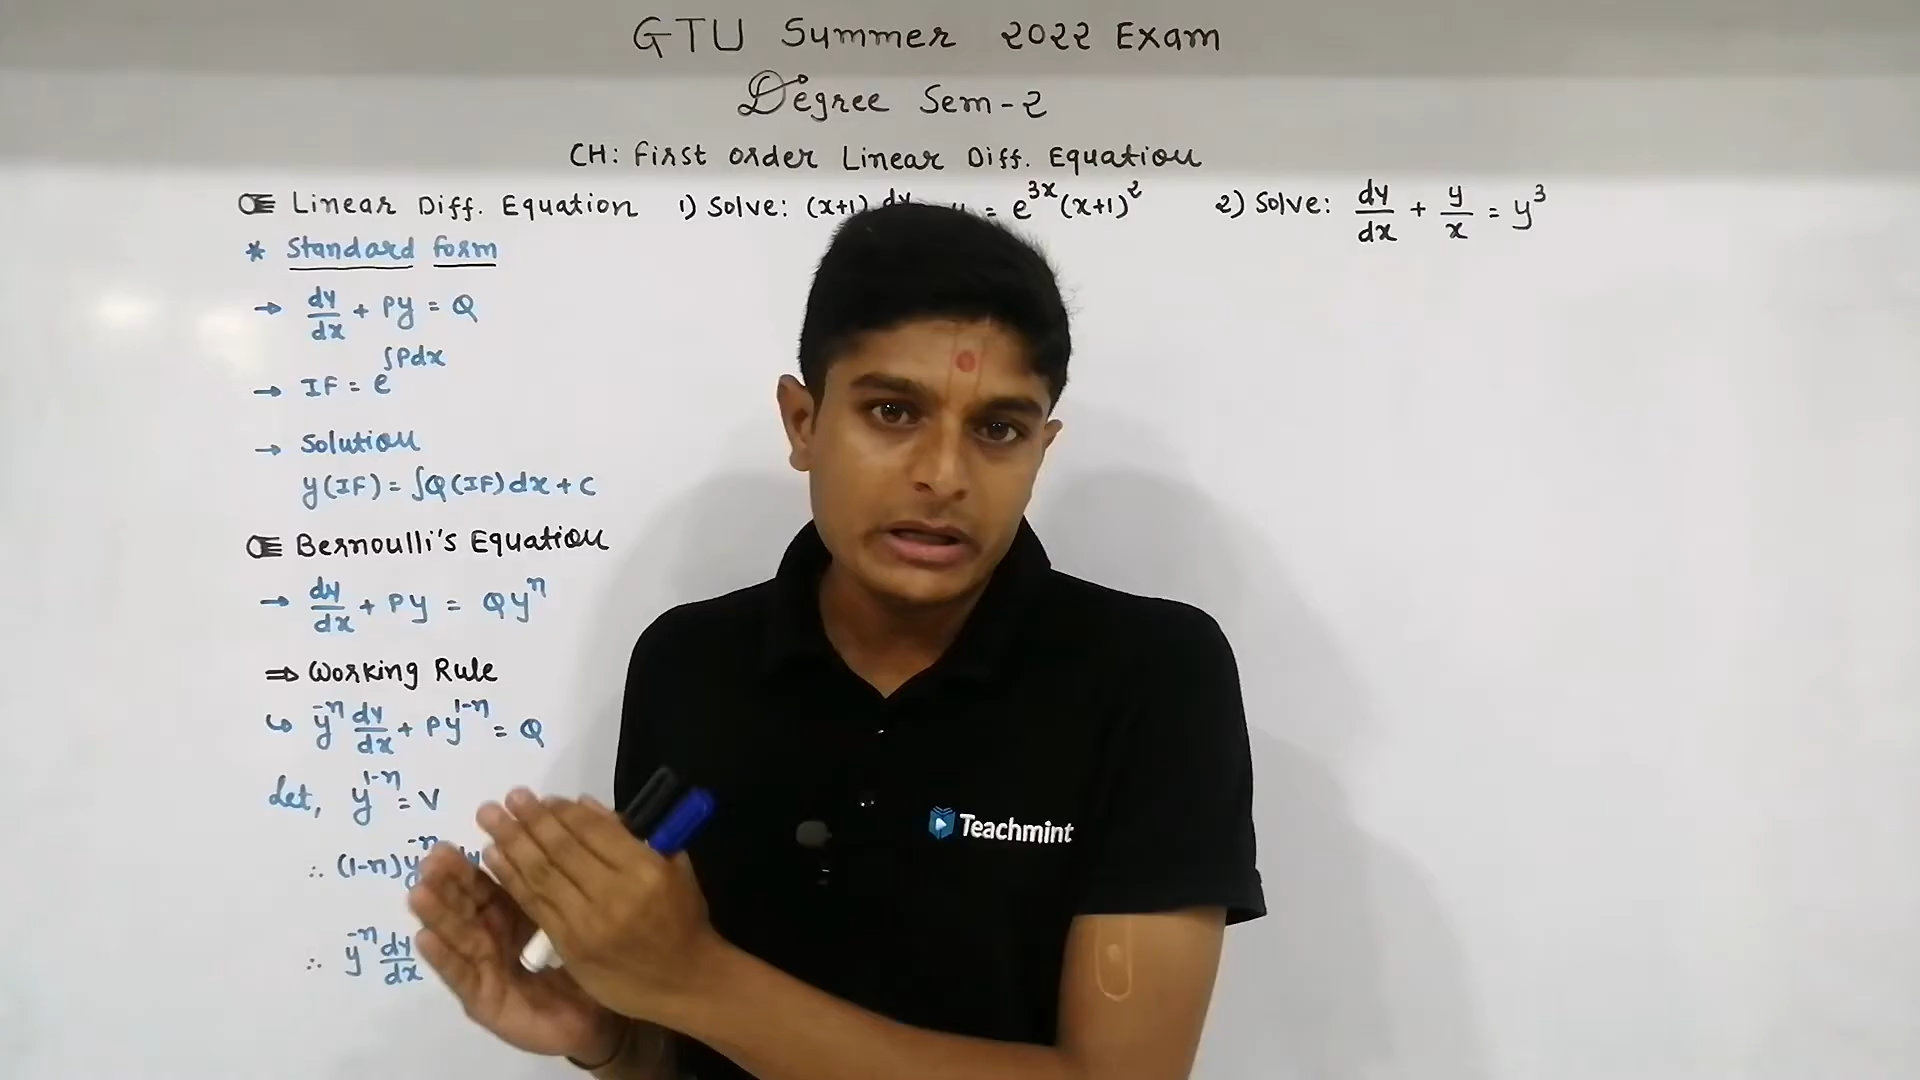 GTU Summer 2022 Exam
Degree Sem-2
CH: First order Linear Diff. Equation
Linear Diff. Equation 1) Solve: (x+1) dy = e^3x (x+1)^2 2) Solve: dy/dx + y/x = y^3
* Standard form
→ dy/dx + Py = Q
→ IF = e^∫Pdx
→ Solution
y(IF) = ∫Q(IF)dx + C
Bernoulli's Equation
→ dy/dx + Py = Qy^n
⇒ Working Rule
↪ y^-n dy/dx + Py^1-n = Q
Let, y^1-n = v
∴ (1-n)y^-n dy
∴ y^-n dy/dx
Teachmint